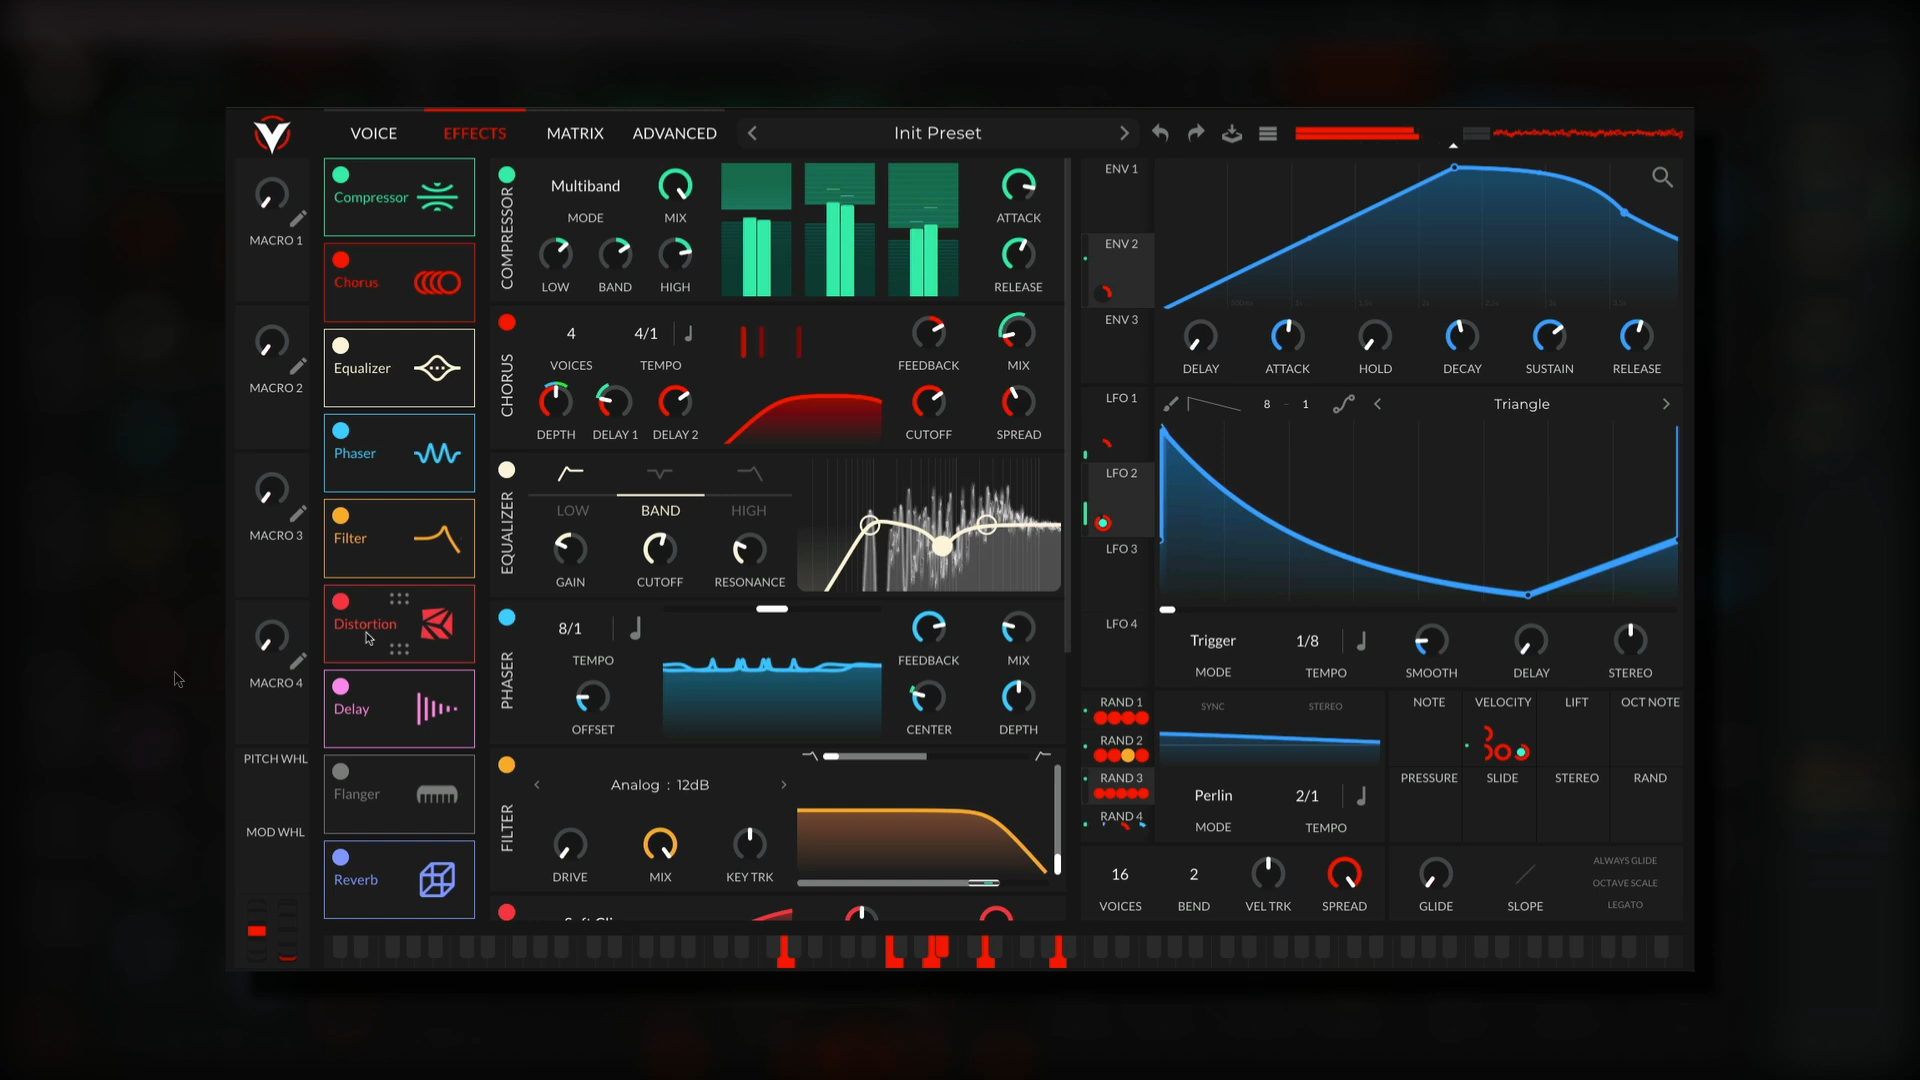 VOICE
EFFECTS
MATRIX
ADVANCED
Init Preset
MACRO 1
MACRO 2
MACRO 3
MACRO 4
PITCH WHL
MOD WHL
Compressor
Chorus
Equalizer
Phaser
Filter
Distortion
Delay
Flanger
Reverb
COMPRESSOR
Multiband
MODE
MIX
LOW
BAND
HIGH
ATTACK
RELEASE
CHORUS
4
4/1
VOICES
TEMPO
FEEDBACK
MIX
DEPTH
DELAY 1
DELAY 2
CUTOFF
SPREAD
EQUALIZER
LOW
BAND
HIGH
GAIN
CUTOFF
RESONANCE
PHASER
8/1
TEMPO
OFFSET
FEEDBACK
MIX
CENTER
DEPTH
FILTER
Analog : 12dB
DRIVE
MIX
KEY TRK
ENV 1
ENV 2
ENV 3
DELAY
ATTACK
HOLD
DECAY
SUSTAIN
RELEASE
LFO 1
LFO 2
LFO 3
LFO 4
8 - 1
Triangle
Trigger
1/8
MODE
TEMPO
SMOOTH
DELAY
STEREO
RAND 1
RAND 2
RAND 3
RAND 4
SYNC
STEREO
Perlin
2/1
MODE
TEMPO
NOTE
VELOCITY
LIFT
OCT NOTE
PRESSURE
SLIDE
STEREO
RAND
16
2
VOICES
BEND
VEL TRK
SPREAD
GLIDE
SLOPE
ALWAYS GLIDE
OCTAVE SCALE
LEGATO